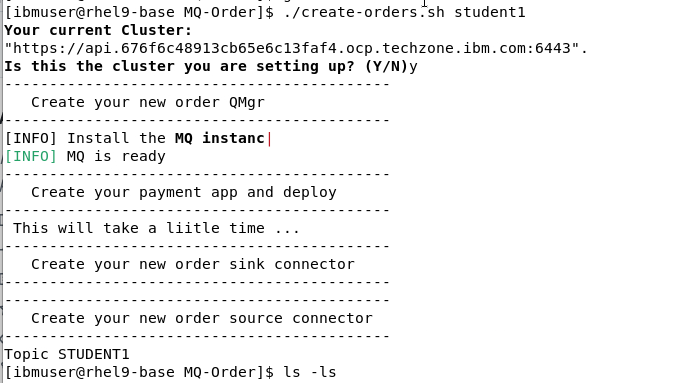 [ibmuser@rhel9-base MQ-Order]$ ./create-orders.sh student1
Your current Cluster:
"https://api.676f6c48913cb65e6c13faf4.ocp.techzone.ibm.com:6443".
Is this the cluster you are setting up? (Y/N)y
-------------------------------------------
   Create your new order QMgr
-------------------------------------------
[INFO] Install the MQ instanc|
[INFO] MQ is ready
-------------------------------------------
   Create your payment app and deploy
-------------------------------------------
 This will take a liitle time ...
-------------------------------------------
   Create your new order sink connector
-------------------------------------------
-------------------------------------------
   Create your new order source connector
-------------------------------------------
Topic STUDENT1
[ibmuser@rhel9-base MQ-Order]$ ls -ls